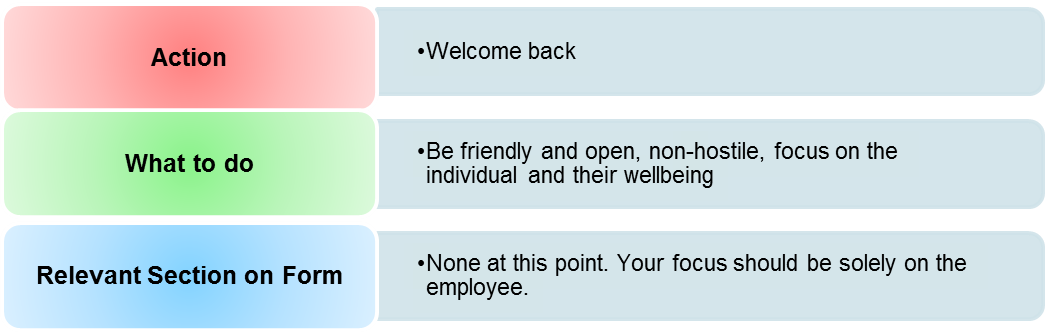 Action
•Welcome back
What to do
•Be friendly and open, non-hostile, focus on the
individual and their wellbeing
Relevant Section on Form
•None at this point. Your focus should be solely on the
employee.